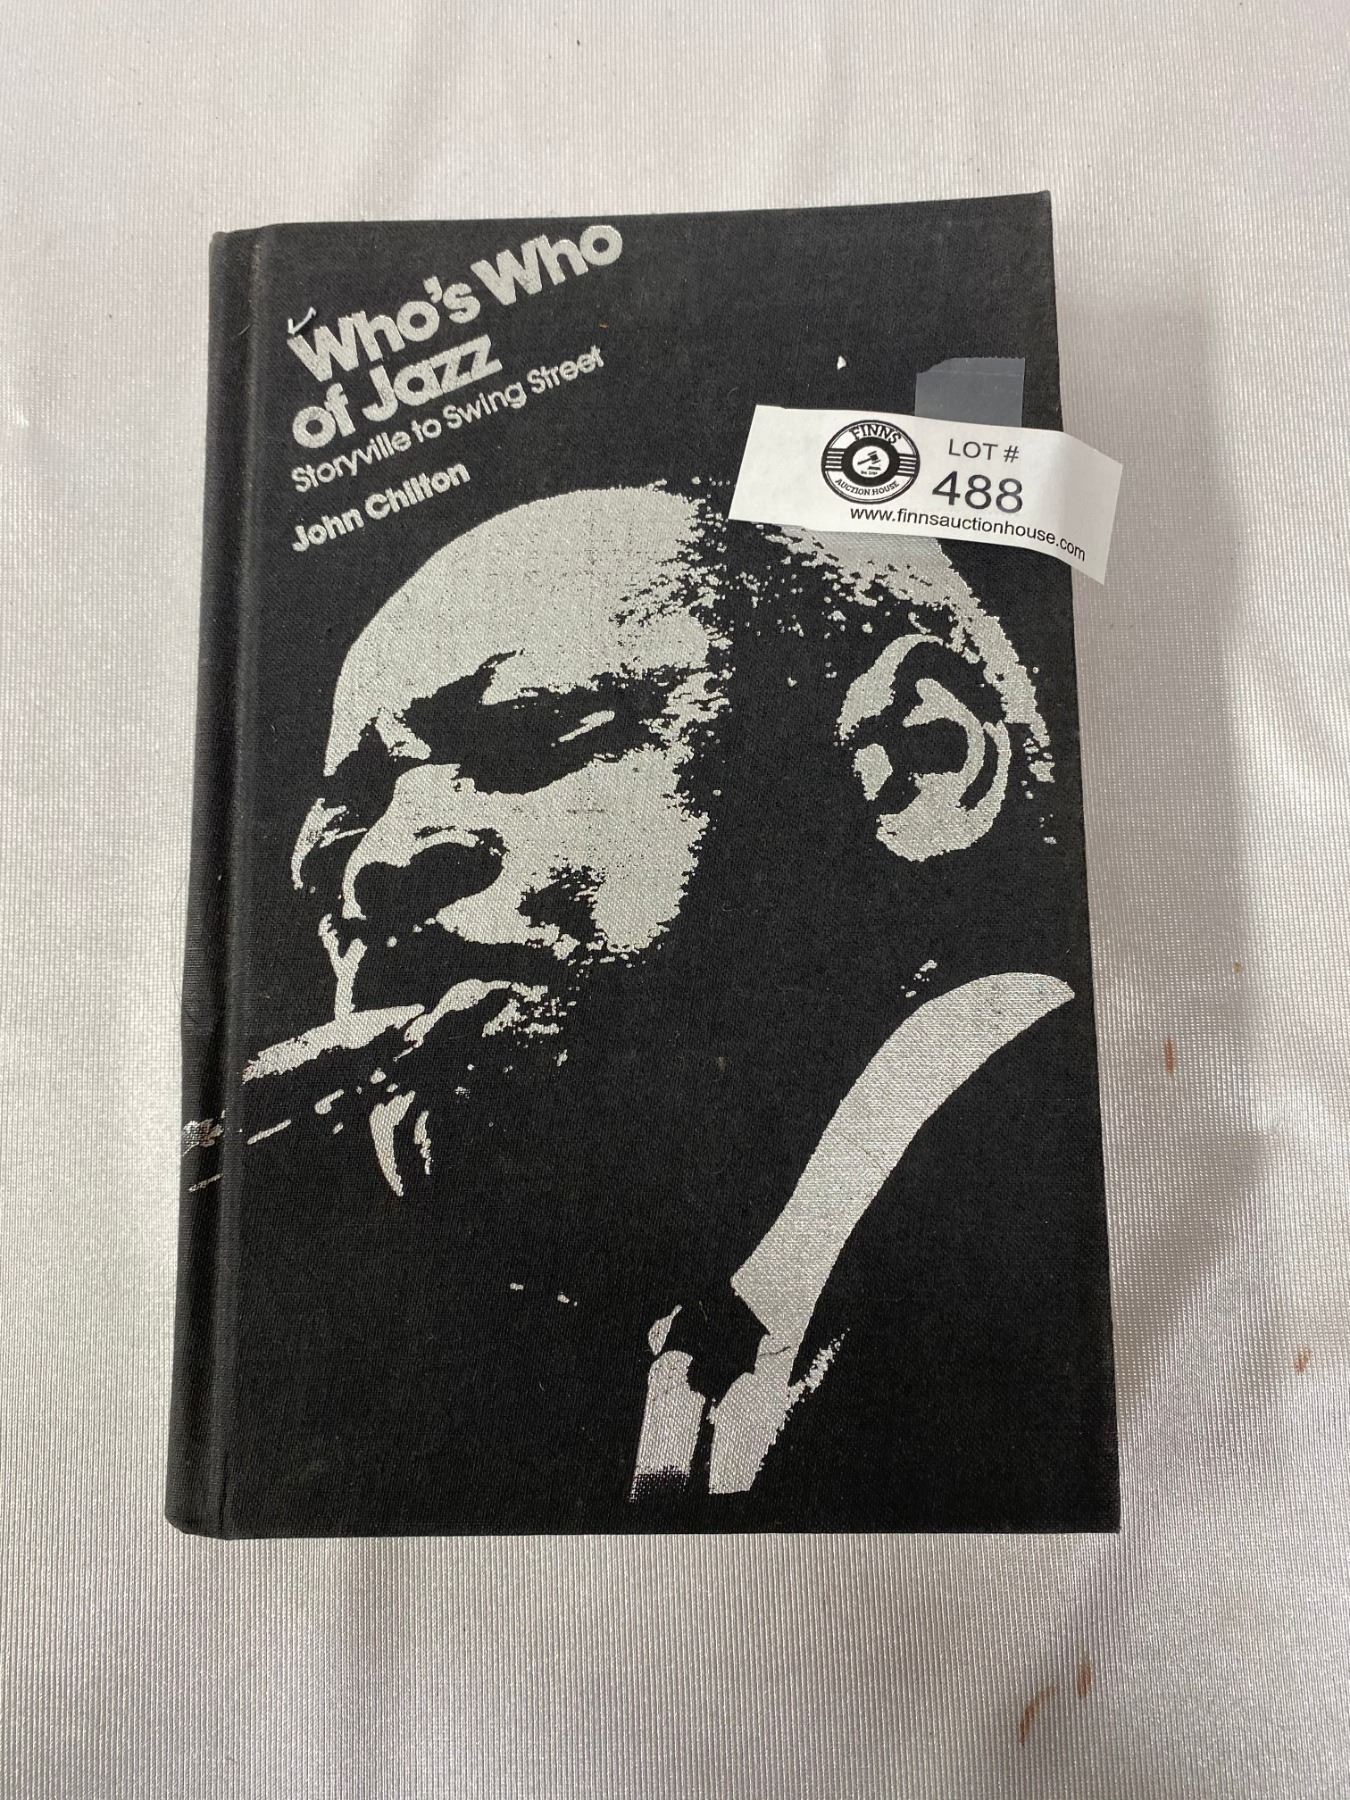 Who's Who
of Jazz
Storyville to Swing Street
John Chilton
FINNS
AUCTION HOUSE
LOT #
488
www.finnsauctionhouse.com